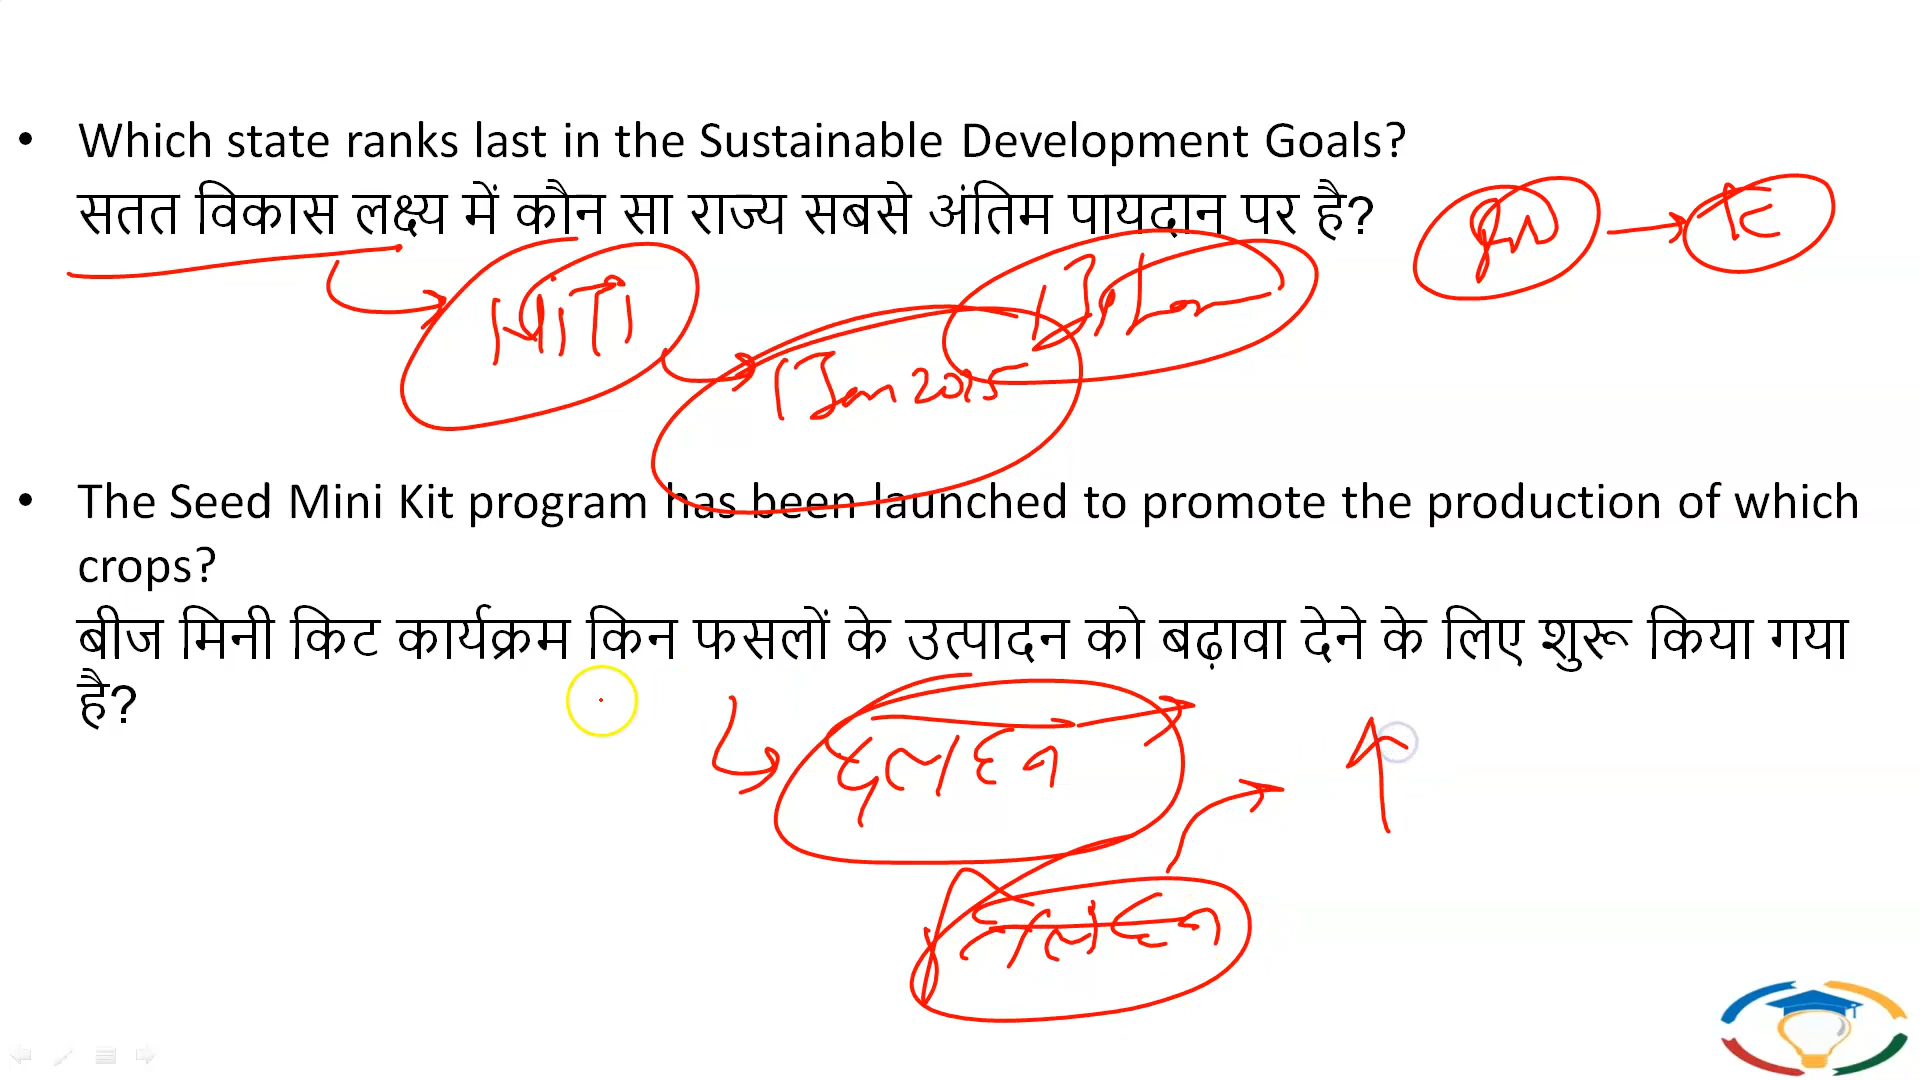 • Which state ranks last in the Sustainable Development Goals?
सतत विकास लक्ष्य में कौन सा राज्य सबसे अंतिम पायदान पर है?
NITI
1 Jan 2015
• The Seed Mini Kit program has been launched to promote the production of which
crops?
बीज मिनी किट कार्यक्रम किन फसलों के उत्पादन को बढ़ावा देने के लिए शुरू किया गया
है?
दलहन
तिलहन